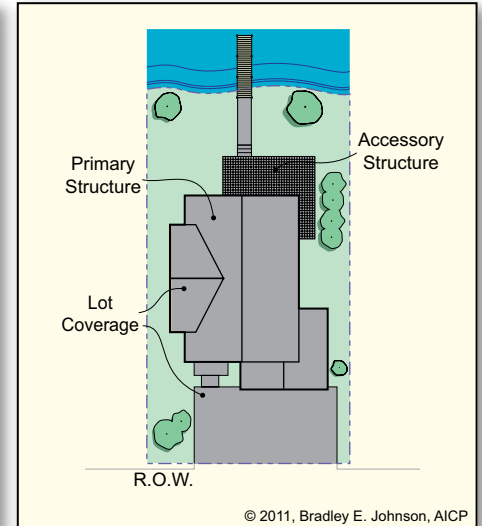 Accessory
Structure
Primary
Structure
Lot
Coverage
R.O.W.
© 2011, Bradley E. Johnson, AICP